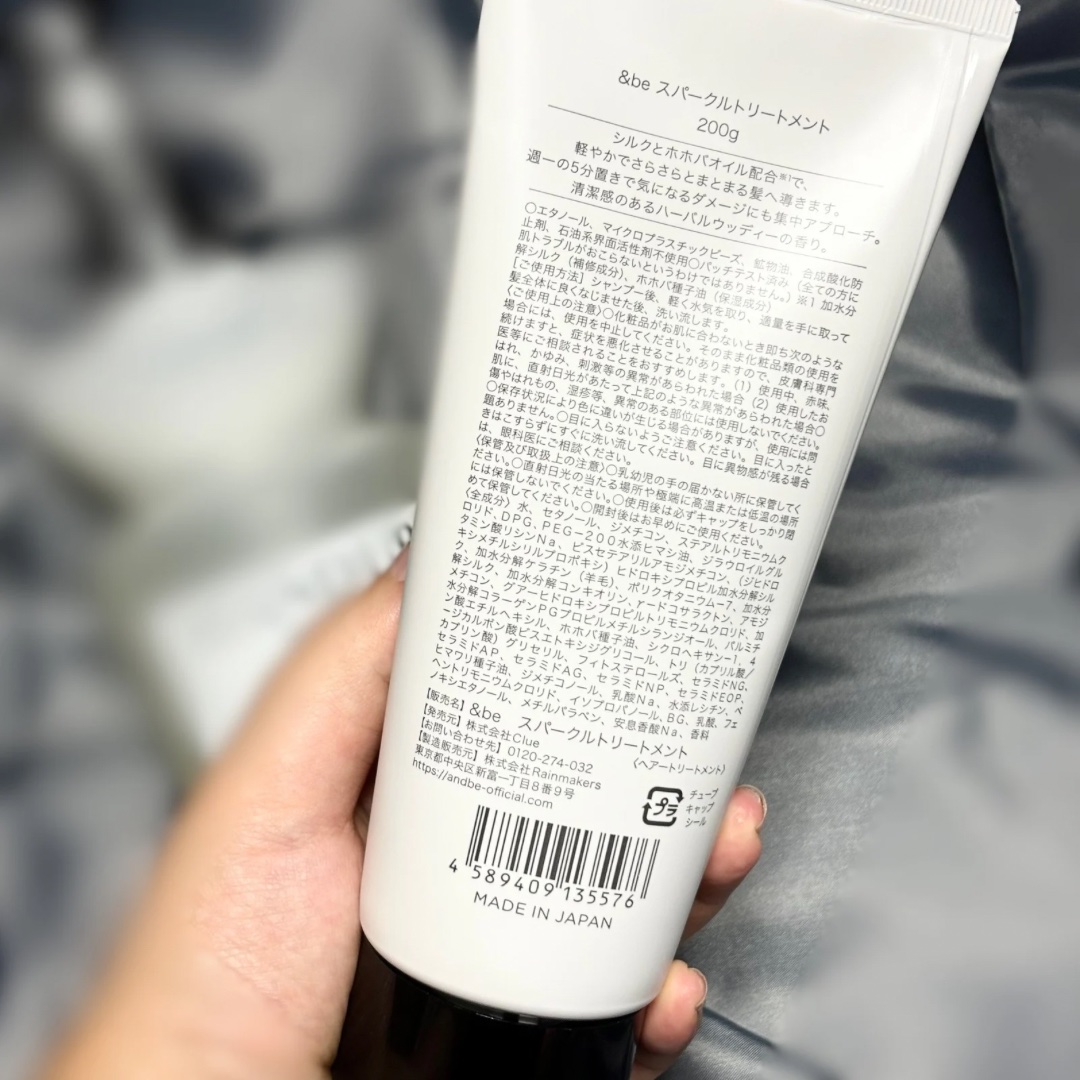 &be スパークルトリートメント
200g
シルクとホホバオイル配合※1で、
軽やかでさらさらとまとまる髪へ導きます。
週一の5分置きで気になるダメージにも集中アプローチ。
清潔感のあるハーバルウッディーの香り。
○エタノール、マイクロプラスチックビーズ、鉱物油、合成酸化防
止剤、石油系界面活性剤不使用○パッチテスト済み（全ての方に
肌トラブルがおこらないというわけではありません。）※1 加水分
解シルク（補修成分）、ホホバ種子油（保湿成分）
［ご使用方法］シャンプー後、軽く水気を取り、適量を手に取って
髪全体に良くなじませた後、洗い流します。
〈ご使用上の注意〉○化粧品がお肌に合わないとき即ち次のような
場合には、使用を中止してください。そのまま化粧品類の使用を
続けますと、症状を悪化させることがありますので、皮膚科専門
医等にご相談されることをおすすめします。(1) 使用中、赤味、
はれ、かゆみ、刺激等の異常があらわれた場合 (2) 使用したお
肌に、直射日光があたって上記のような異常があらわれた場合○
傷やはれもの、湿疹等、異常のある部位には使用しないでください。
○保存状況により色に違いが生じる場合がありますが、使用には問
題ありません。○目に入らないようご注意ください。目に入ったと
きはこすらずにすぐに洗い流してください。目に異物感が残る場合
は、眼科医にご相談ください。
〈保管及び取扱上の注意〉○乳幼児の手の届かない所に保管してく
ださい。○直射日光の当たる場所や極端に高温または低温の場所
には保管しないでください。○使用後は必ずキャップをしっかり閉
めて保管してください。○開封後はお早めにご使用ください。
〈全成分〉水、セタノール、ジメチコン、ステアルトリモニウムク
ロリド、DPG、PEG-200水添ヒマシ油、ジラウロイルグル
タミン酸リシンNa、ビスセテアリルアモジメチコン、（ジヒドロ
キシメチルシリルプロポキシ）ヒドロキシプロピル加水分解シル
ク、加水分解ケラチン（羊毛）、ポリクオタニウム-7、加水分
解シルク、加水分解コンキオリン、γ-ドコサラクトン、アモジ
メチコン、グアーヒドロキシプロピルトリモニウムクロリド、加
水分解コラーゲンPGプロピルメチルシランジオール、パルミチ
ン酸エチルヘキシル、ホホバ種子油、シクロヘキサン-1，4
-ジカルボン酸ビスエトキシジグリコール、トリ（カプリル酸／
カプリン酸）グリセリル、フィトステロールズ、セラミドNG、
セラミドAP、セラミドAG、セラミドNP、セラミドEOP、
ヒマワリ種子油、ジメチコノール、乳酸Na、水添レシチン、ベ
ヘントリモニウムクロリド、イソプロパノール、BG、乳酸、フェ
ノキシエタノール、メチルパラベン、安息香酸Na、香料
【販売名】&be スパークルトリートメント
〈ヘアートリートメント〉
【発売元】株式会社Clue
【お問い合わせ先】0120-274-032
【製造販売元】株式会社Rainmakers
東京都中央区新富一丁目8番9号
https://andbe-official.com
プラ
チューブ
キャップ
シール
4 589409 135576
MADE IN JAPAN